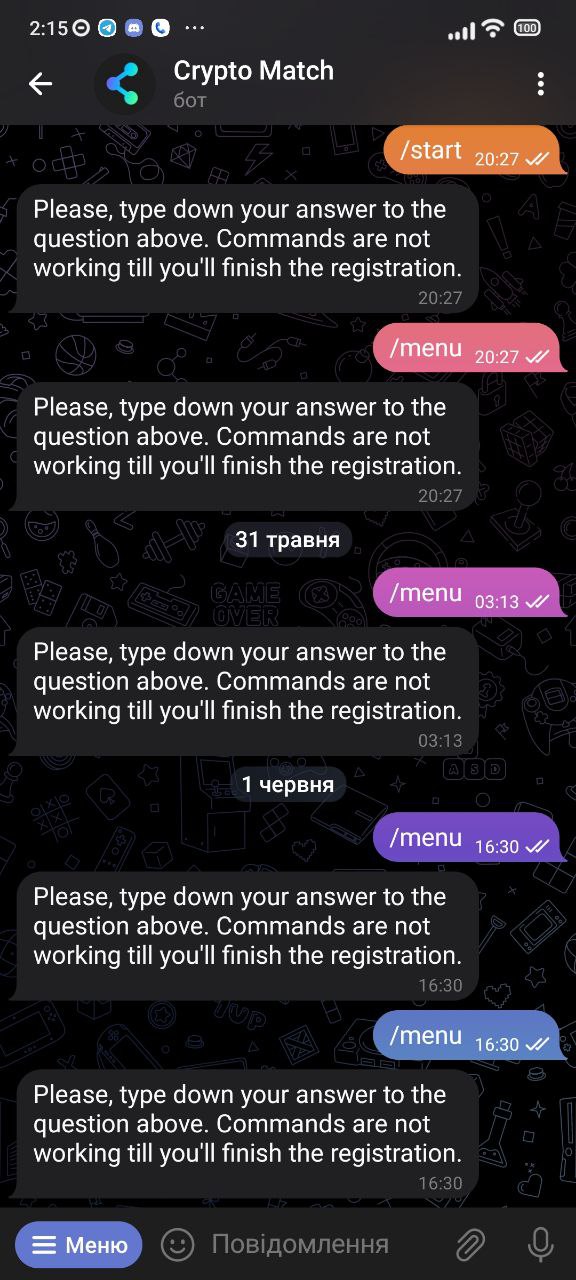 2:15
100
Crypto Match
бот
/start 20:27
Please, type down your answer to the
question above. Commands are not
working till you'll finish the registration.
20:27
/menu 20:27
Please, type down your answer to the
question above. Commands are not
working till you'll finish the registration.
20:27
31 травня
/menu 03:13
GAME
OVER
Please, type down your answer to the
question above. Commands are not
working till you'll finish the registration.
03:13
A S D
1 червня
/menu 16:30
Please, type down your answer to the
question above. Commands are not
working till you'll finish the registration.
16:30
1UP
/menu 16:30
Please, type down your answer to the
question above. Commands are not
working till you'll finish the registration.
16:30
Меню
Повідомлення